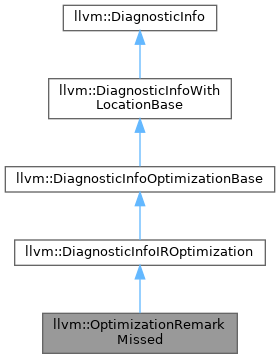 llvm::DiagnosticInfo
llvm::DiagnosticInfoWith
LocationBase
llvm::DiagnosticInfoOptimizationBase
llvm::DiagnosticInfoIROptimization
llvm::OptimizationRemark
Missed